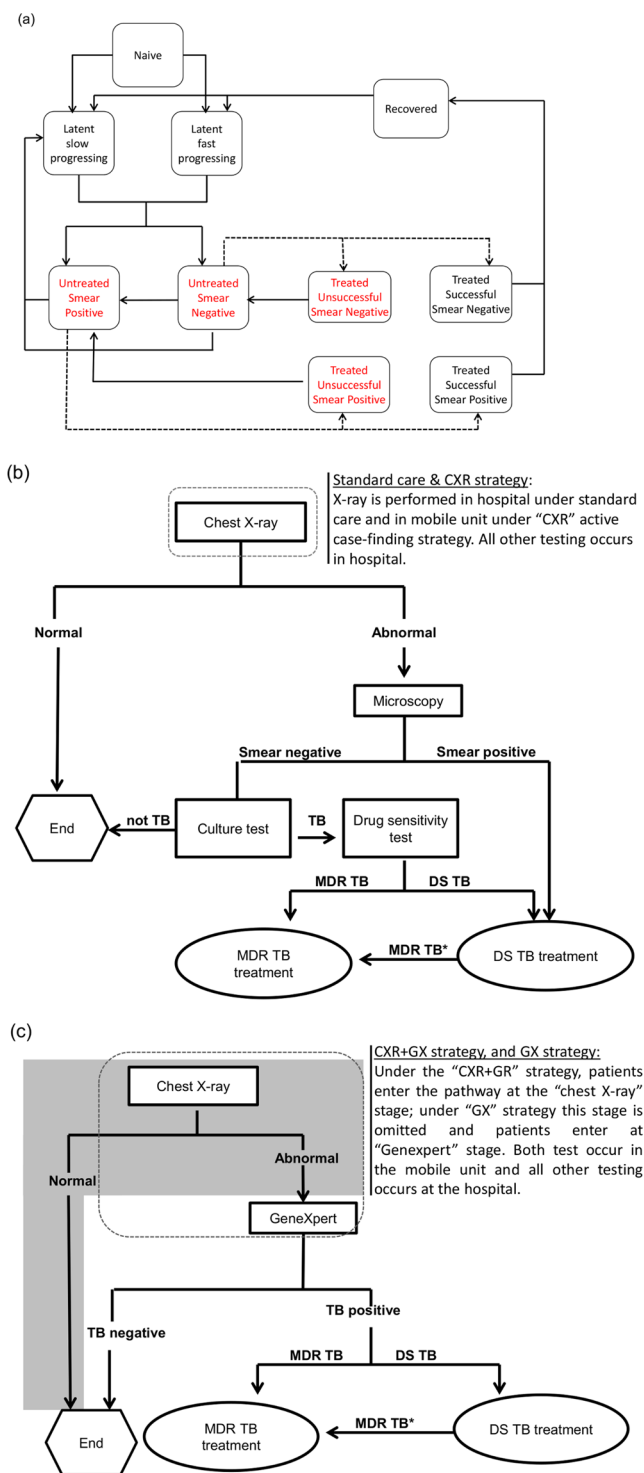 (a)
Naive
Latent
slow
progressing
Latent
fast
progressing
Recovered
Untreated
Smear
Positive
Untreated
Smear
Negative
Treated
Unsuccessful
Smear Negative
Treated
Successful
Smear Negative
Treated
Unsuccessful
Smear Positive
Treated
Successful
Smear Positive
(b)
Standard care & CXR strategy:
X-ray is performed in hospital under standard
care and in mobile unit under “CXR” active
case-finding strategy. All other testing occurs
in hospital.
Chest X-ray
Normal
Abnormal
Microscopy
Smear negative
Smear positive
End
not TB
Culture test
TB
Drug sensitivity
test
MDR TB
DS TB
MDR TB
treatment
MDR TB*
DS TB treatment
(c)
CXR+GX strategy, and GX strategy:
Under the “CXR+GR” strategy, patients
enter the pathway at the “chest X-ray”
stage; under “GX” strategy this stage is
omitted and patients enter at
“Genexpert” stage. Both test occur in
the mobile unit and all other testing
occurs at the hospital.
Chest X-ray
Normal
Abnormal
GeneXpert
TB negative
TB positive
MDR TB
DS TB
End
MDR TB
treatment
MDR TB*
DS TB treatment